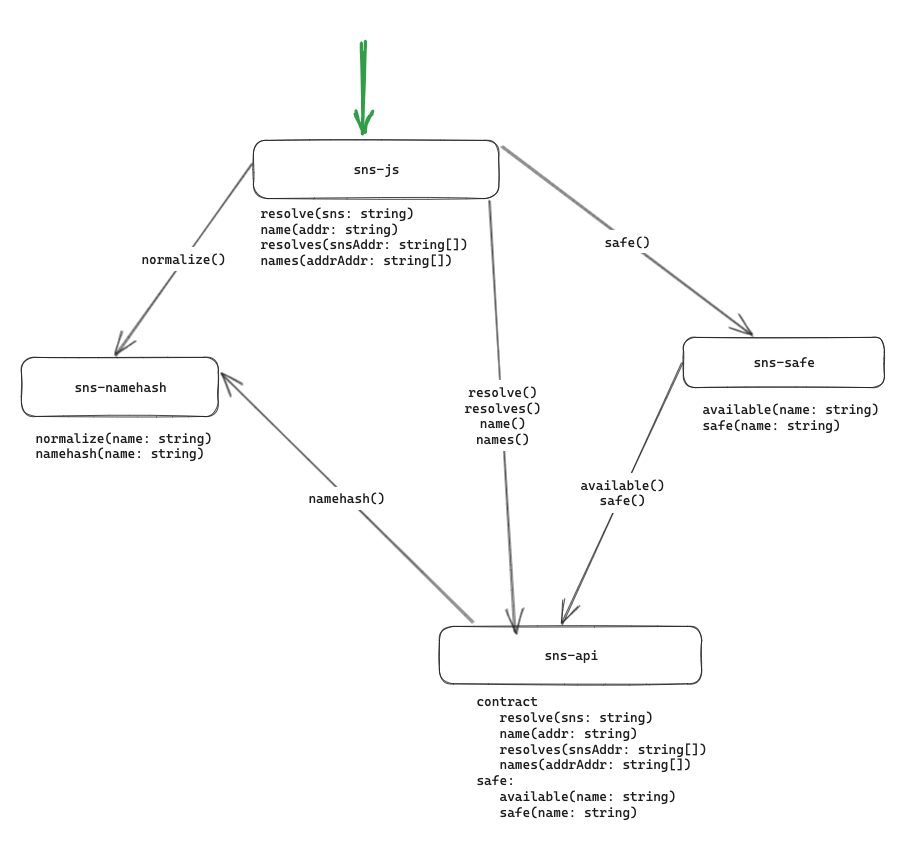 sns-js
resolve(sns: string)
name(addr: string)
resolves(snsAddr: string[])
names(addrAddr: string[])
normalize()
safe()
sns-namehash
normalize(name: string)
namehash(name: string)
resolve()
resolves()
name()
names()
sns-safe
available(name: string)
safe(name: string)
namehash()
available()
safe()
sns-api
contract
resolve(sns: string)
name(addr: string)
resolves(snsAddr: string[])
names(addrAddr: string[])
safe:
available(name: string)
safe(name: string)